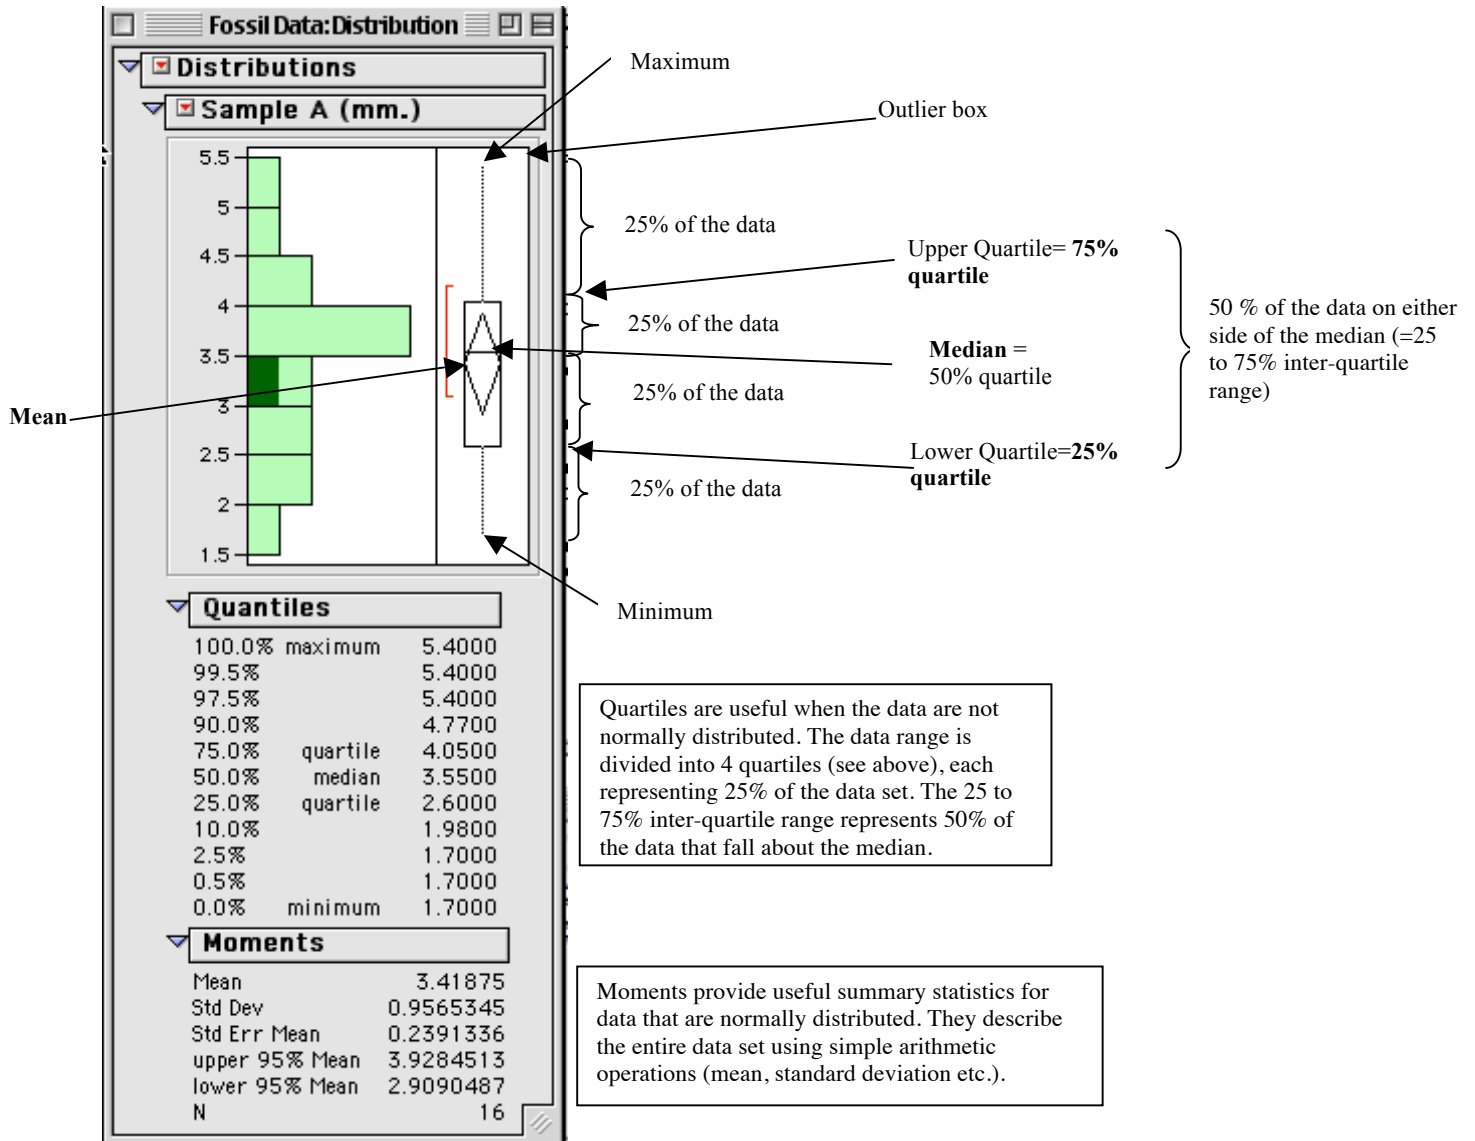 Fossil Data:Distribution
Distributions
Sample A (mm.)
5.5
5
4.5
4
3.5
3
2.5
2
1.5
Maximum
Outlier box
25% of the data
Upper Quartile= 75%
quartile
25% of the data
Median =
50% quartile
25% of the data
Mean
Lower Quartile=25%
quartile
25% of the data
50 % of the data on either
side of the median (=25
to 75% inter-quartile
range)
Minimum
Quantiles
100.0% maximum 5.4000
99.5% 5.4000
97.5% 5.4000
90.0% 4.7700
75.0% quartile 4.0500
50.0% median 3.5500
25.0% quartile 2.6000
10.0% 1.9800
2.5% 1.7000
0.5% 1.7000
0.0% minimum 1.7000
Quartiles are useful when the data are not
normally distributed. The data range is
divided into 4 quartiles (see above), each
representing 25% of the data set. The 25 to
75% inter-quartile range represents 50% of
the data that fall about the median.
Moments
Mean 3.41875
Std Dev 0.9565345
Std Err Mean 0.2391336
upper 95% Mean 3.9284513
lower 95% Mean 2.9090487
N 16
Moments provide useful summary statistics for
data that are normally distributed. They describe
the entire data set using simple arithmetic
operations (mean, standard deviation etc.).